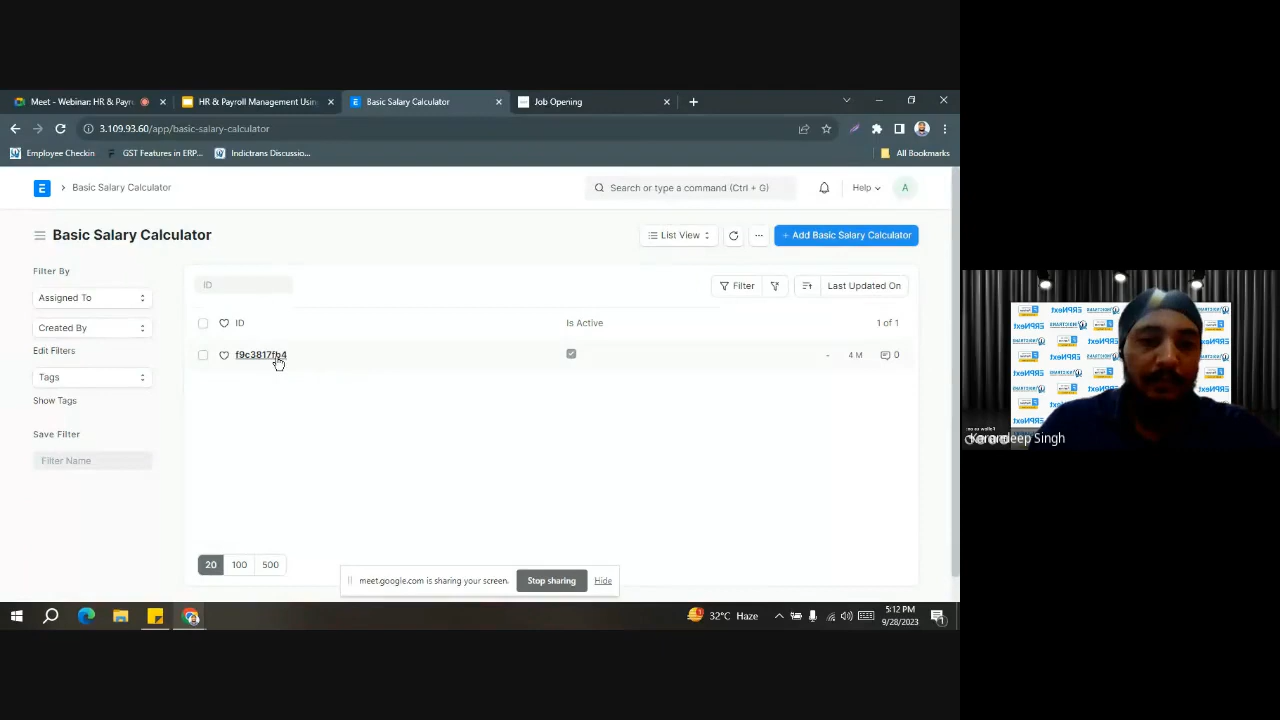 Meet - Webinar: HR & Payr
HR & Payroll Management Usin
Basic Salary Calculator
Job Opening
3.109.93.60/app/basic-salary-calculator
Employee Checkin
GST Features in ERP...
Indictrans Discussio...
All Bookmarks
E
Basic Salary Calculator
Search or type a command (Ctrl + G)
Help
A
Basic Salary Calculator
List View
+ Add Basic Salary Calculator
Filter By
Assigned To
Created By
Edit Filters
Tags
Show Tags
Save Filter
Filter Name
ID
Filter
Last Updated On
ID
Is Active
1 of 1
f9c3817fb4
-
4 M
0
20
100
500
meet.google.com is sharing your screen.
Stop sharing
Hide
32°C Haze
5:12 PM
9/28/2023
ERPNext
Karamdeep Singh